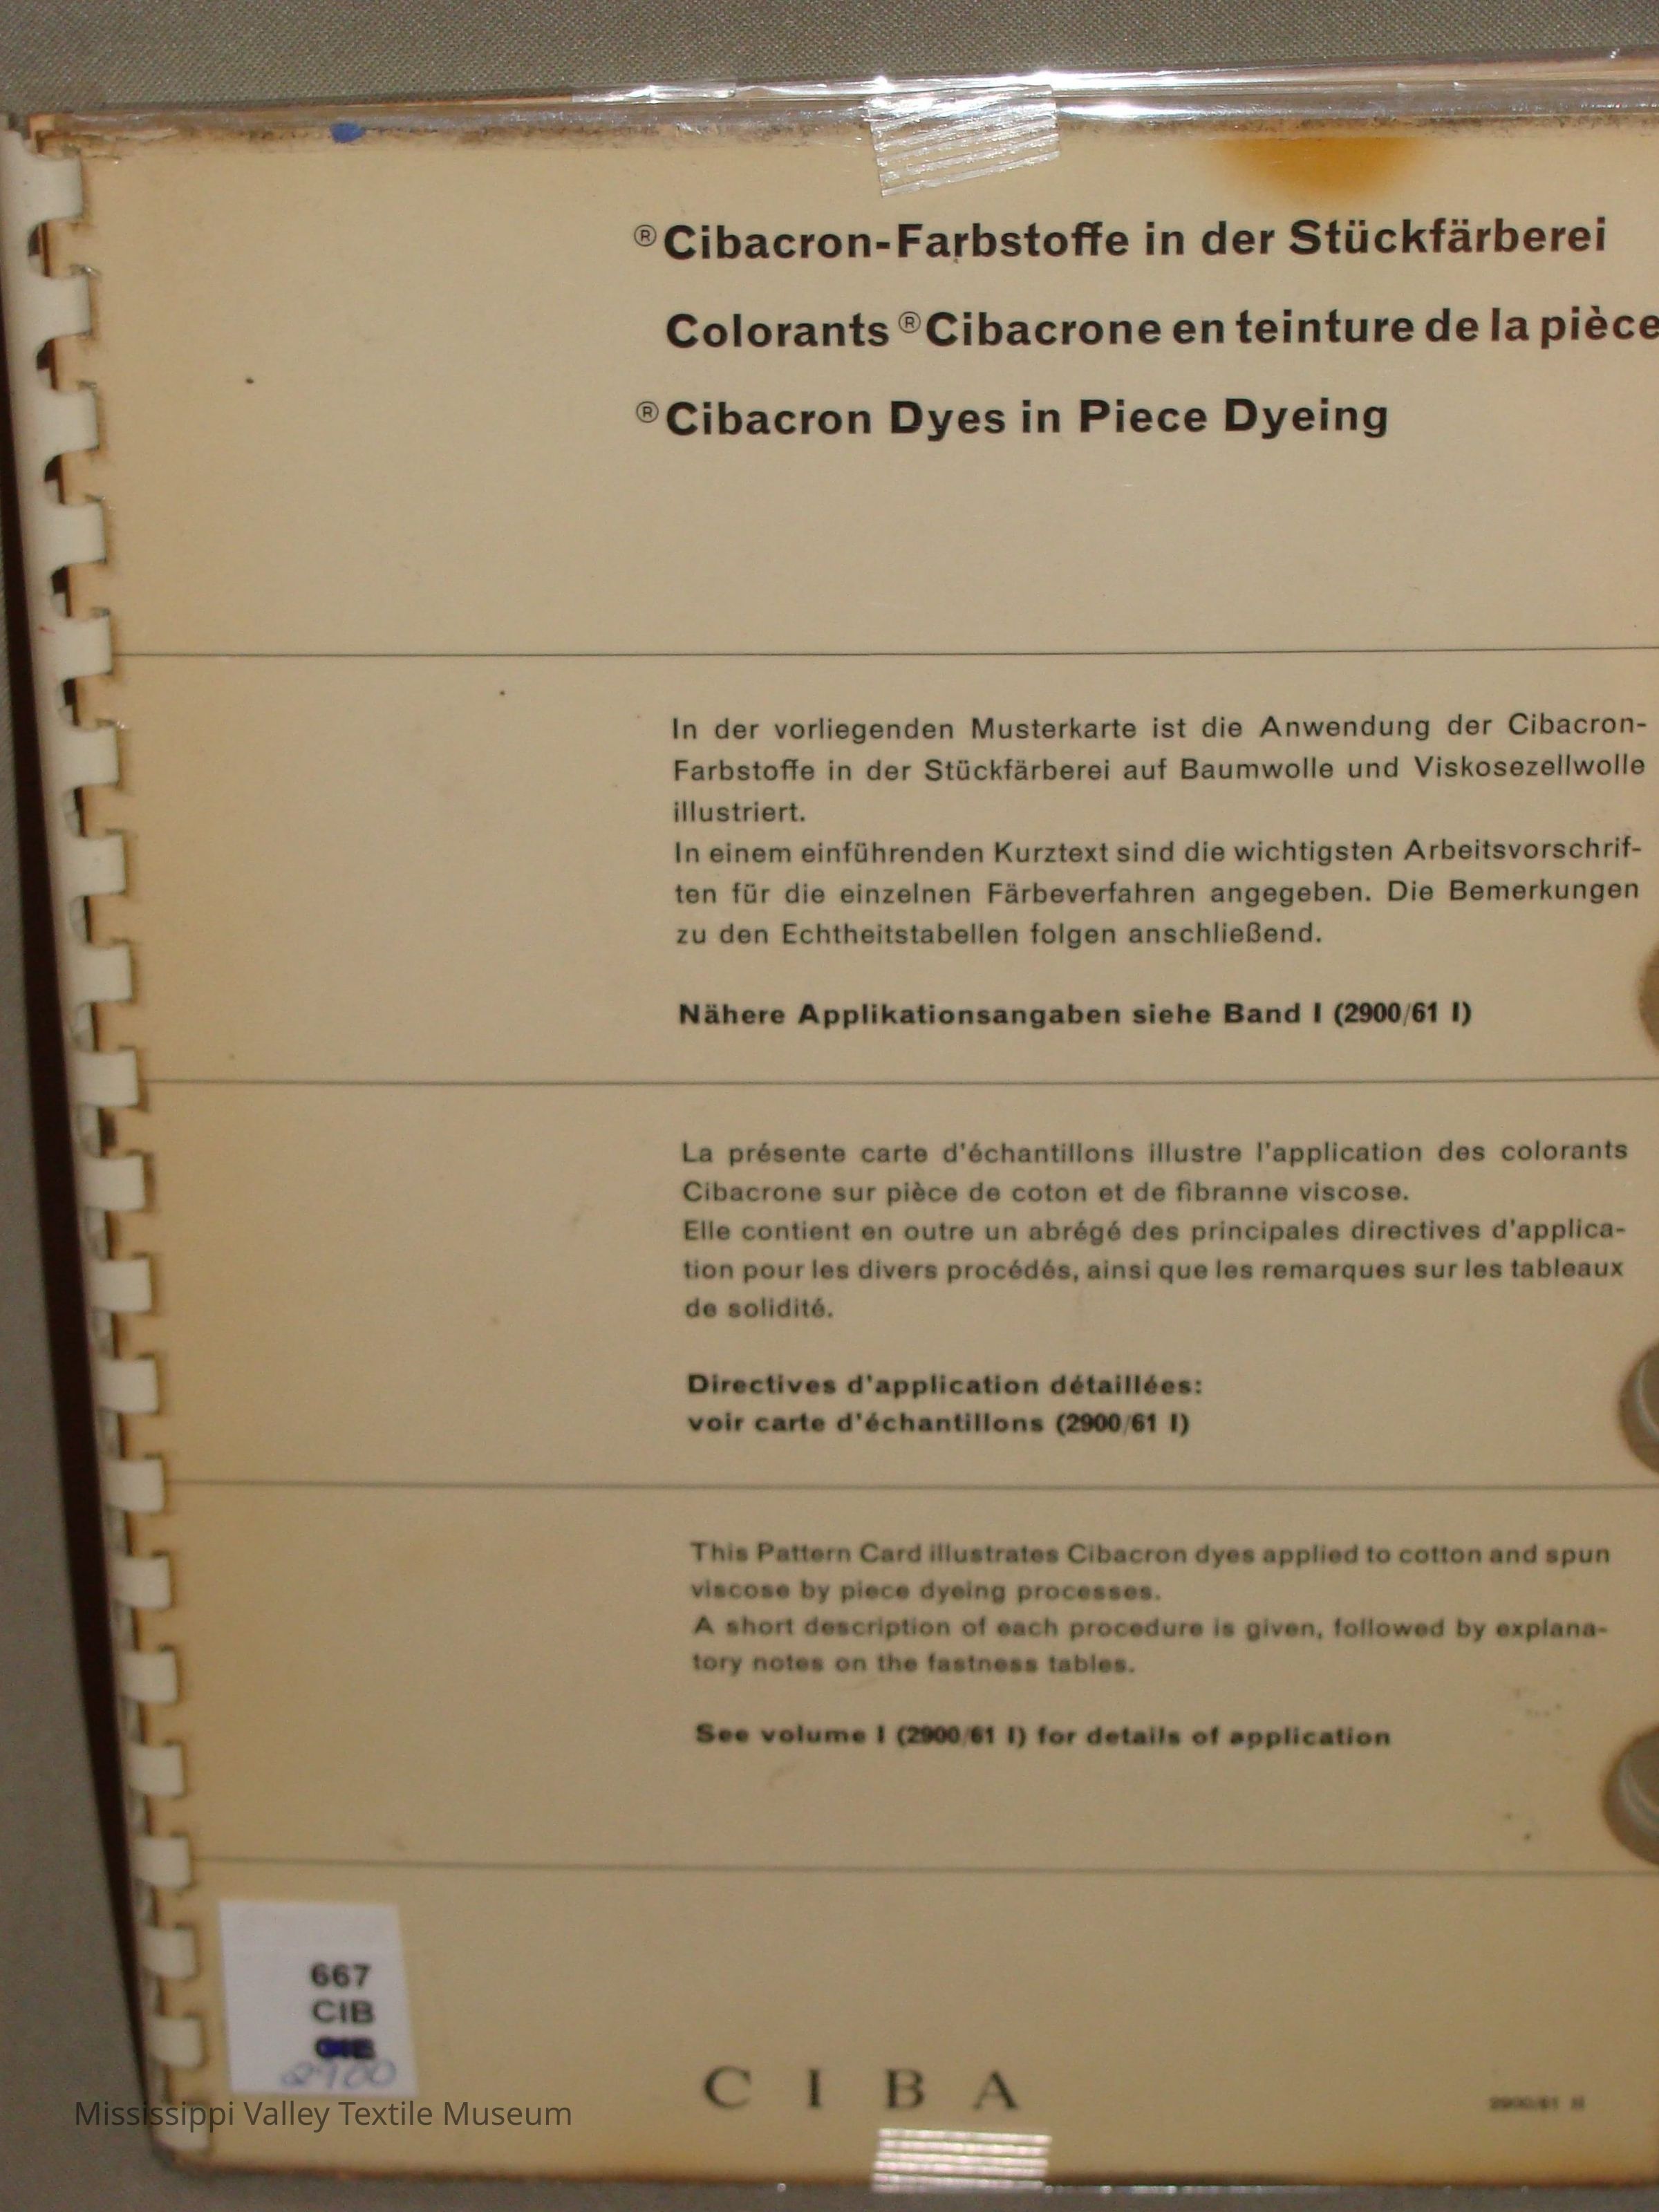 ®Cibacron-Farbstoffe in der Stückfärberei
Colorants ®Cibacrone en teinture de la pièce
®Cibacron Dyes in Piece Dyeing
In der vorliegenden Musterkarte ist die Anwendung der Cibacron-
Farbstoffe in der Stückfärberei auf Baumwolle und Viskosezellwolle
illustriert.
In einem einführenden Kurztext sind die wichtigsten Arbeitsvorschrif-
ten für die einzelnen Färbeverfahren angegeben. Die Bemerkungen
zu den Echtheitstabellen folgen anschließend.
Nähere Applikationsangaben siehe Band I (2900/61 I)
La présente carte d'échantillons illustre l'application des colorants
Cibacrone sur pièce de coton et de fibranne viscose.
Elle contient en outre un abrégé des principales directives d'applica-
tion pour les divers procédés, ainsi que les remarques sur les tableaux
de solidité.
Directives d'application détaillées:
voir carte d'échantillons (2900/61 I)
This Pattern Card illustrates Cibacron dyes applied to cotton and spun
viscose by piece dyeing processes.
A short description of each procedure is given, followed by explana-
tory notes on the fastness tables.
See volume I (2900/61 I) for details of application
667
CIB
2900
CIBA
2900/61 II
Mississippi Valley Textile Museum